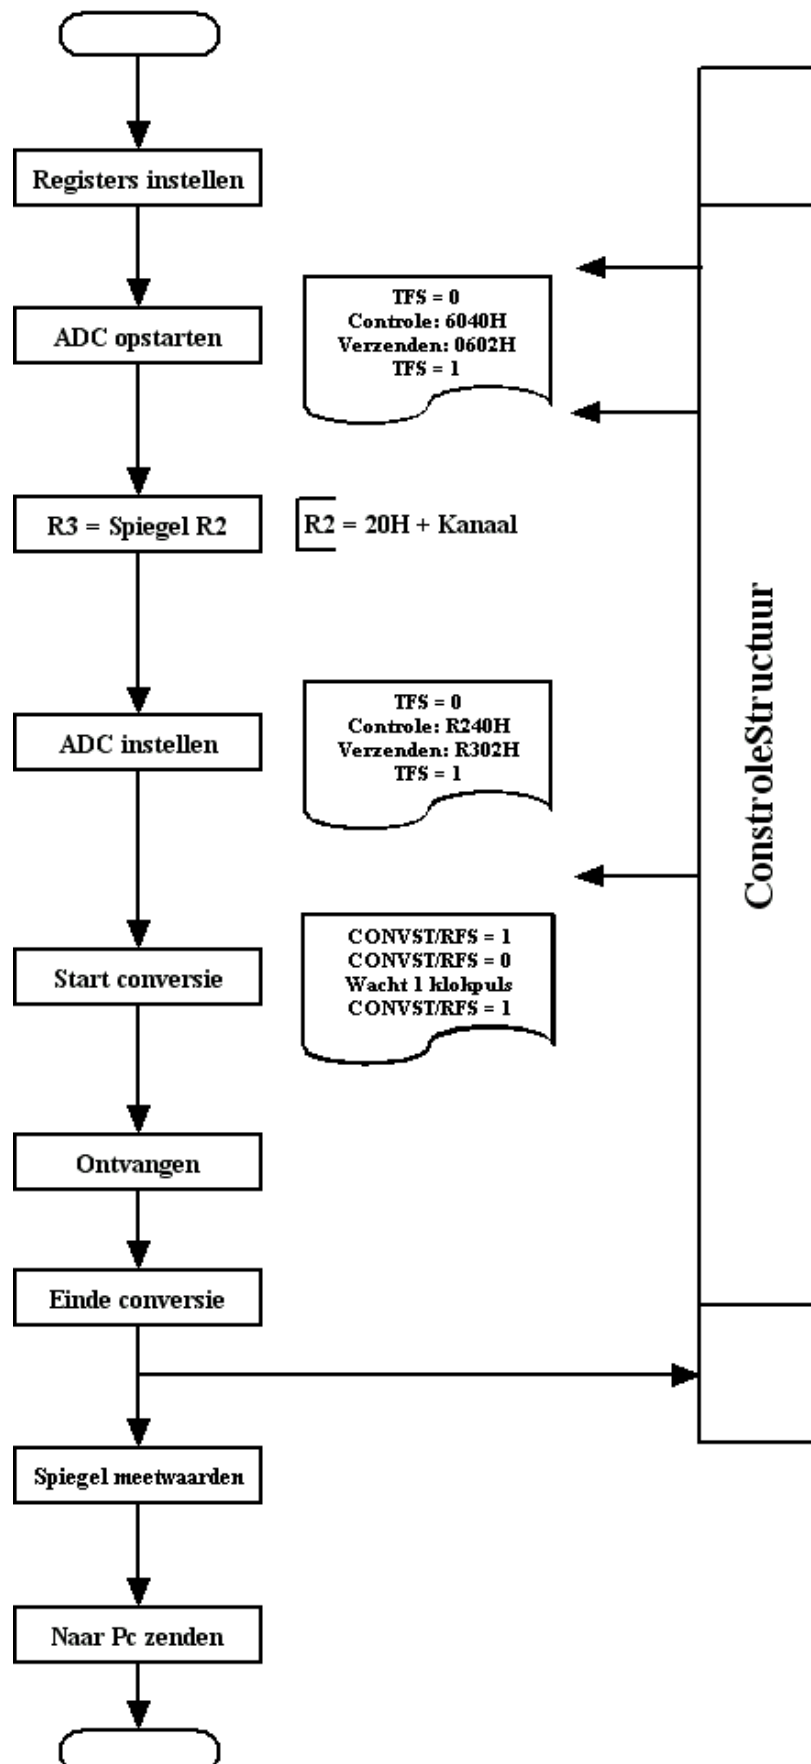 Registers instellen
ADC opstarten
TFS = 0
Controle: 6040H
Verzenden: 0602H
TFS = 1
R3 = Spiegel R2
R2 = 20H + Kanaal
ADC instellen
TFS = 0
Controle: R240H
Verzenden: R302H
TFS = 1
Start conversie
CONVST/RFS = 1
CONVST/RFS = 0
Wacht 1 klokpuls
CONVST/RFS = 1
Ontvangen
Einde conversie
Spiegel meetwaarden
Naar Pc zenden
ConstroleStructuur